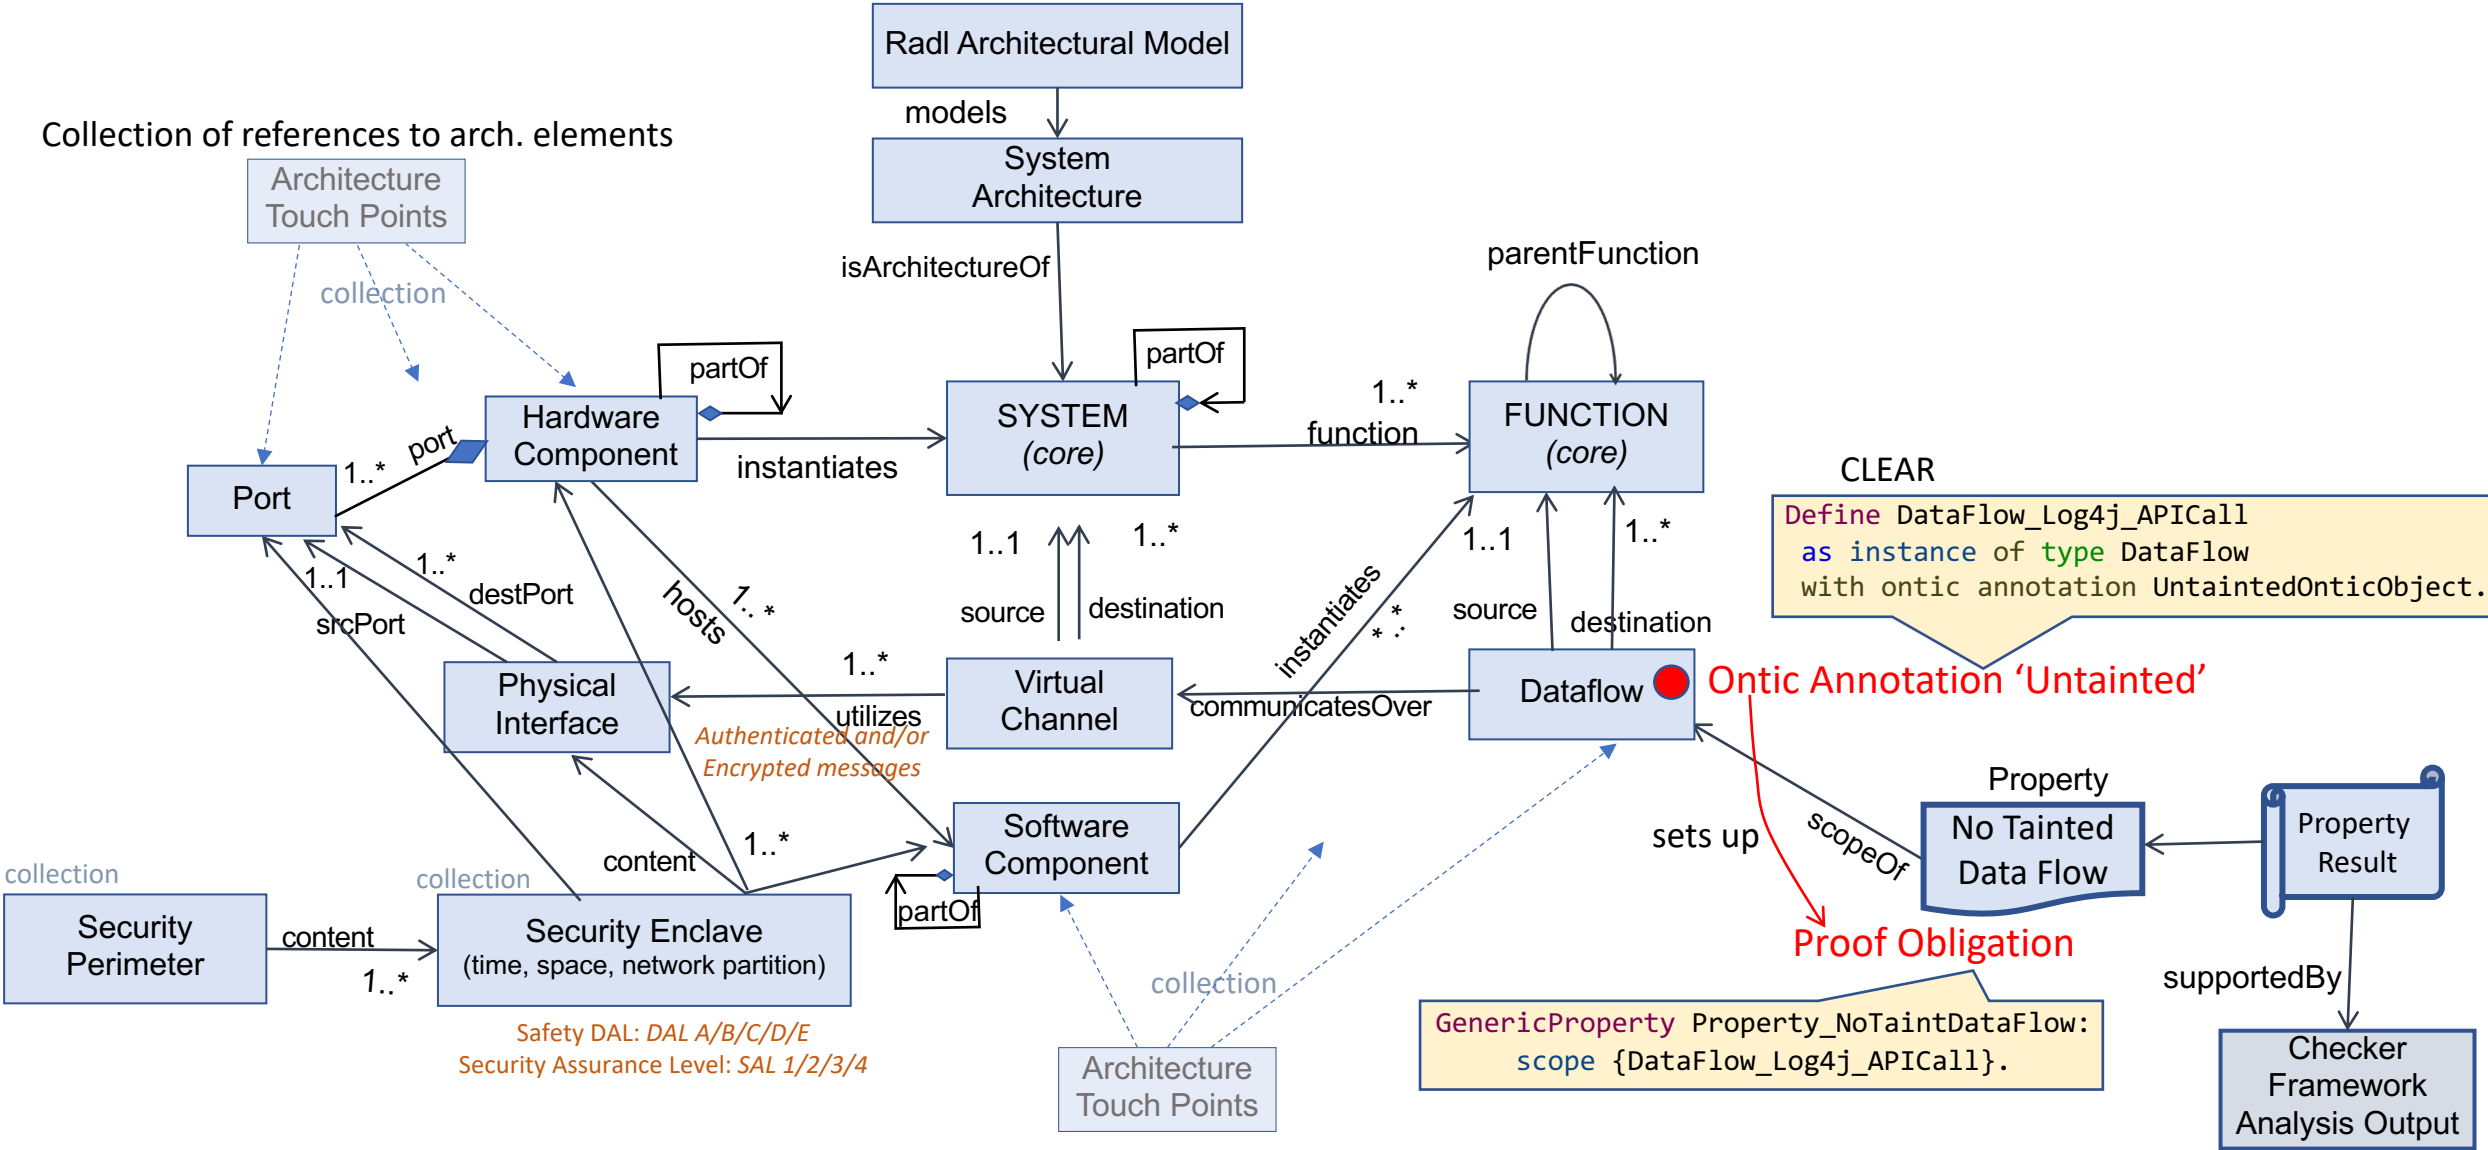 Radl Architectural Model
models
Collection of references to arch. elements
System
Architecture
Architecture
Touch Points
isArchitectureOf
parentFunction
collection
partOf
partOf
1..*
Hardware
Component
SYSTEM
(core)
function
FUNCTION
(core)
port
1..*
instantiates
Port
CLEAR
Define DataFlow_Log4j_APICall
as instance of type DataFlow
with ontic annotation UntaintedOnticObject.
1..1
1..*
1..1
1..*
1..1
1..*
destPort
srcPort
hosts
1..*
source
destination
instantiates
*..*
source
destination
Physical
Interface
1..*
utilizes
Virtual
Channel
communicatesOver
Dataflow
Ontic Annotation ‘Untainted’
Authenticated and/or
Encrypted messages
Property
No Tainted
Data Flow
Property
Result
sets up
scopeOf
Software
Component
1..*
content
partOf
collection
collection
Security
Perimeter
content
1..*
Security Enclave
(time, space, network partition)
Safety DAL: DAL A/B/C/D/E
Security Assurance Level: SAL 1/2/3/4
collection
Architecture
Touch Points
Proof Obligation
supportedBy
GenericProperty Property_NoTaintDataFlow:
scope {DataFlow_Log4j_APICall}.
Checker
Framework
Analysis Output